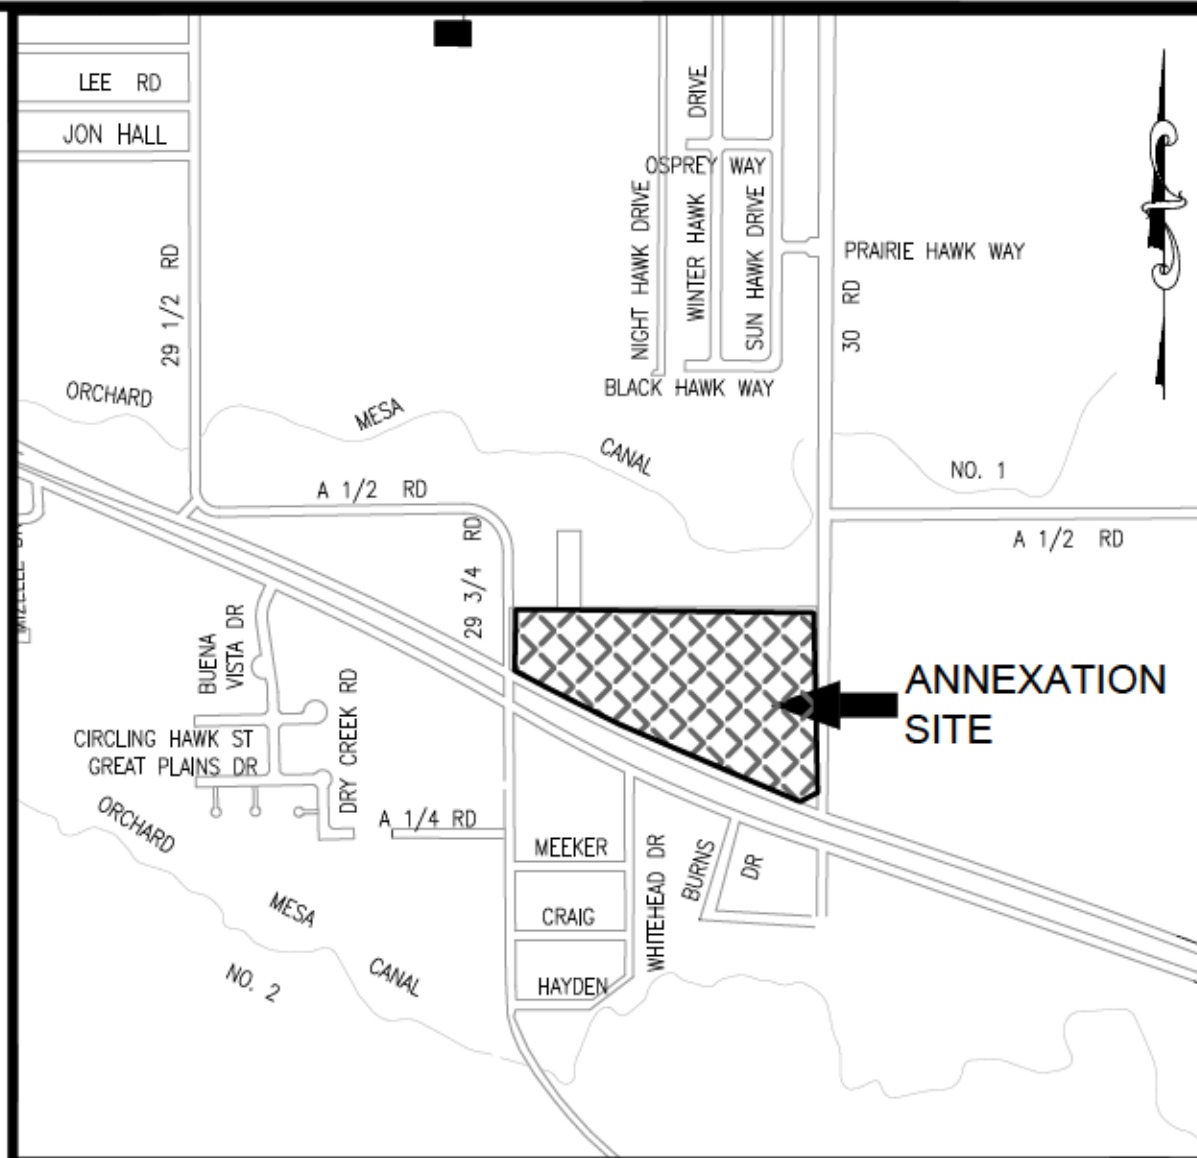 LEE RD
JON HALL
DRIVE
OSPREY WAY
NIGHT HAWK DRIVE
WINTER HAWK
SUN HAWK DRIVE
PRAIRIE HAWK WAY
29 1/2 RD
30 RD
BLACK HAWK WAY
ORCHARD
MESA
CANAL
NO. 1
A 1/2 RD
A 1/2 RD
29 3/4 RD
BUENA
VISTA DR
DRY CREEK RD
ANNEXATION
SITE
CIRCLING HAWK ST
GREAT PLAINS DR
ORCHARD
A 1/4 RD
MEEKER
WHITEHEAD DR
BURNS
DR
MESA
CRAIG
CANAL
NO. 2
HAYDEN